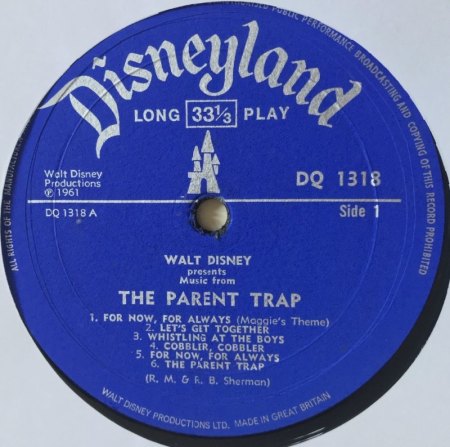 ALL RIGHTS OF THE MANUFACTURER
PUBLIC PERFORMANCE BROADCASTING AND COPYING OF THIS RECORD PROHIBITED
Disneyland
LONG 33⅓ PLAY
Walt Disney
Productions
℗ 1961
DQ 1318
DQ 1318 A
Side 1
WALT DISNEY
presents
Music from
THE PARENT TRAP
1. FOR NOW, FOR ALWAYS (Maggie's Theme)
2. LET'S GIT TOGETHER
3. WHISTLING AT THE BOYS
4. COBBLER, COBBLER
5. FOR NOW, FOR ALWAYS
6. THE PARENT TRAP
(R. M. & R. B. Sherman)
WALT DISNEY PRODUCTIONS LTD. MADE IN GREAT BRITAIN